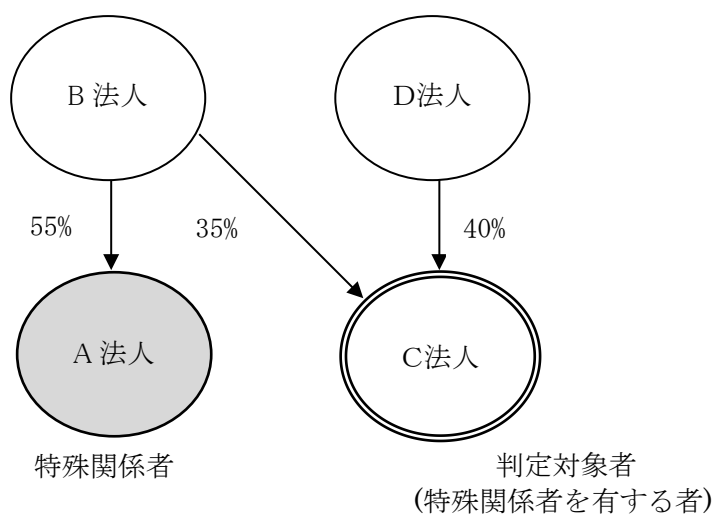 B法人
D法人
55%
35%
40%
A法人
C法人
特殊関係者
判定対象者
(特殊関係者を有する者)